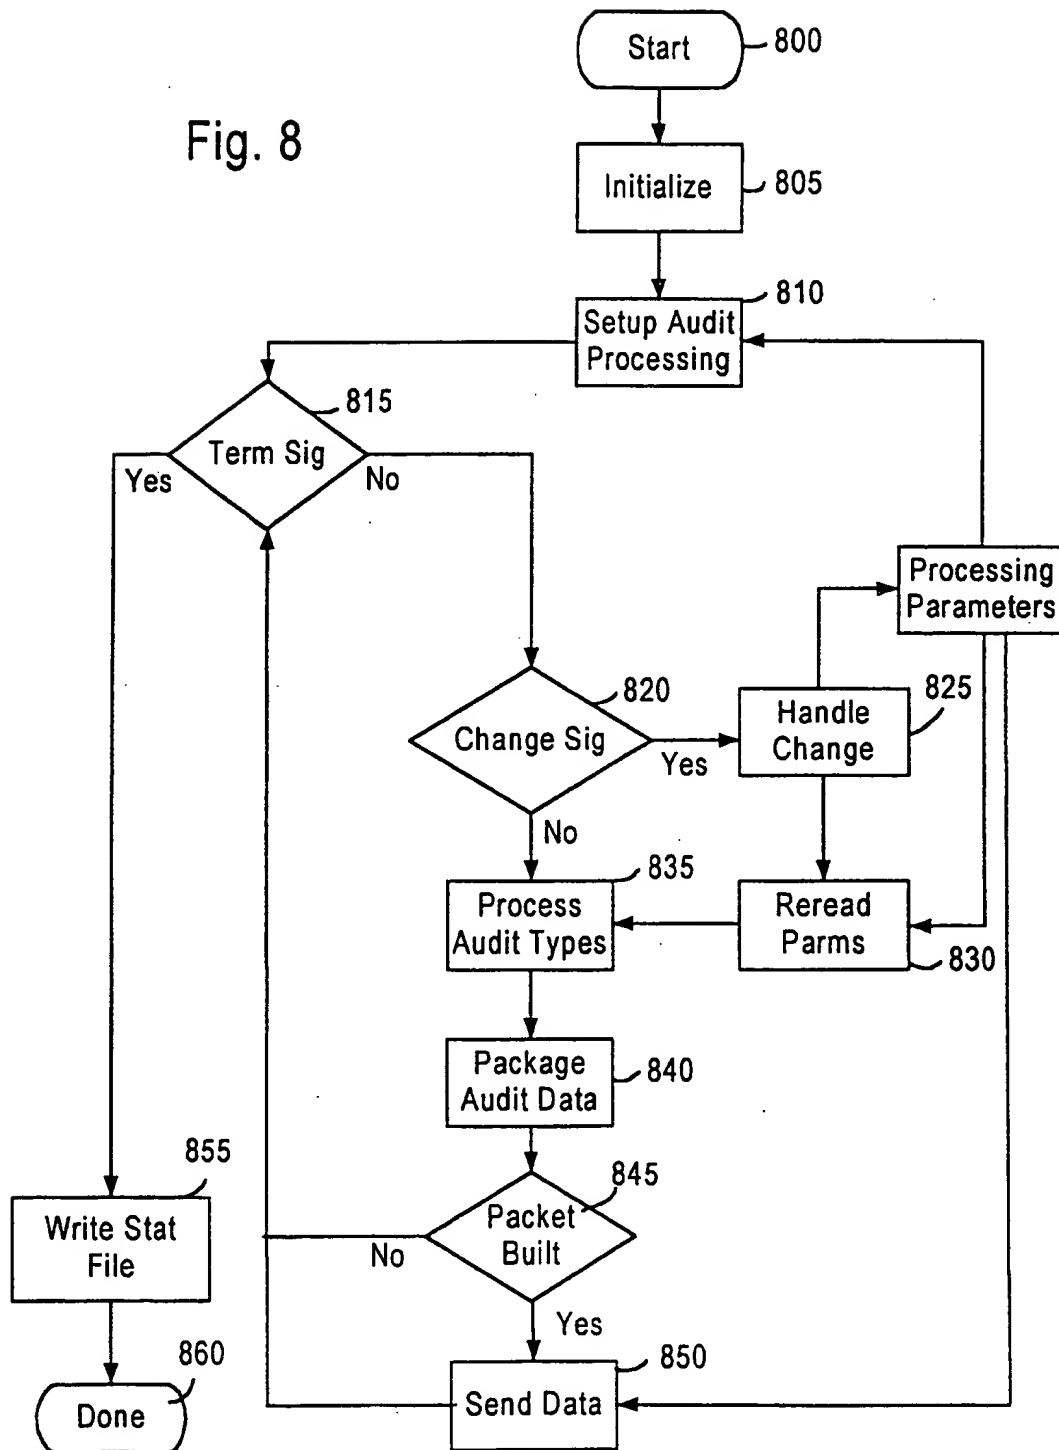 Start
800
Fig. 8
Initialize
805
810
Setup Audit
Processing
815
Term Sig
Yes
No
Processing
Parameters
820
Change Sig
Yes
No
825
Handle
Change
835
Process
Audit Types
Reread
Parms
830
Package
Audit Data
840
845
Packet
Built
No
Yes
855
Write Stat
File
850
Send Data
860
Done